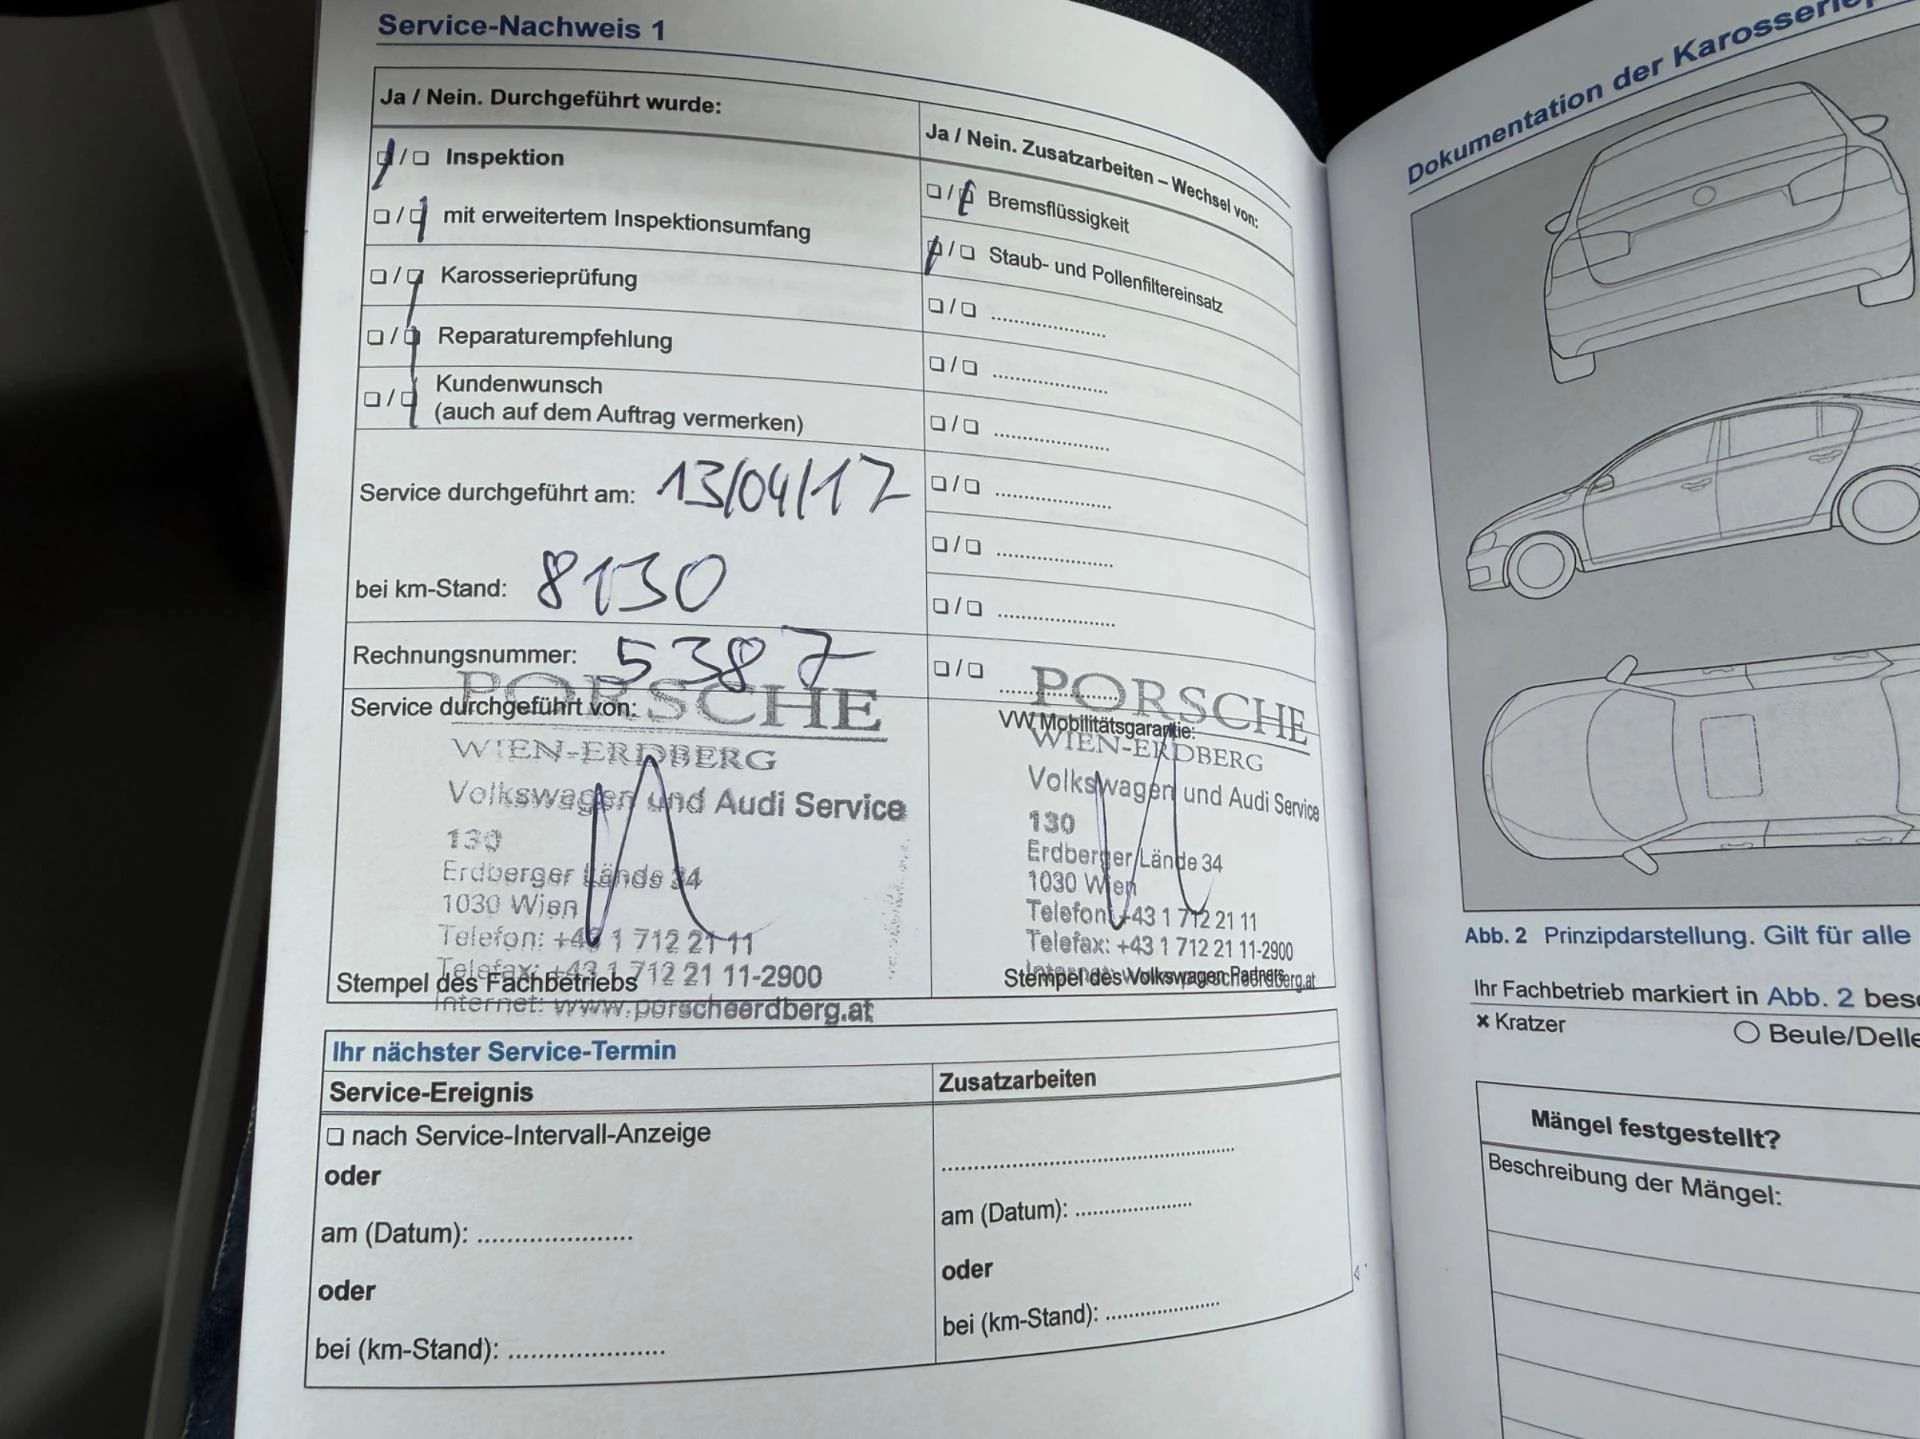 Service-Nachweis 1
Ja / Nein. Durchgeführt wurde:
❏ / ❏ Inspektion
❏ / ❏ mit erweitertem Inspektionsumfang
❏ / ❏ Karosserieprüfung
❏ / ❏ Reparaturempfehlung
❏ / ❏ Kundenwunsch
(auch auf dem Auftrag vermerken)
Service durchgeführt am: 13/04/17
bei km-Stand: 8130
Rechnungsnummer: 5387
Service durchgeführt von:
PORSCHE
WIEN-ERDBERG
Volkswagen und Audi Service
130
Erdberger Lände 34
1030 Wien
Telefon: +43 1 712 21 11
Telefax: +43 1 712 21 11-2900
Stempel des Fachbetriebs
Internet: www.porscheerdberg.at
Ja / Nein. Zusatzarbeiten – Wechsel von:
❏ / ❏ Bremsflüssigkeit
❏ / ❏ Staub- und Pollenfiltereinsatz
❏ / ❏ ....................
❏ / ❏ ....................
❏ / ❏ ....................
❏ / ❏ ....................
❏ / ❏ ....................
❏ / ❏ ....................
❏ / ❏ ....................
PORSCHE
VW Mobilitätsgarantie:
WIEN-ERDBERG
Volkswagen und Audi Service
130
Erdberger Lände 34
1030 Wien
Telefon: +43 1 712 21 11
Telefax: +43 1 712 21 11-2900
Stempel des Volkswagen Partners
Ihr nächster Service-Termin
Service-Ereignis
❏ nach Service-Intervall-Anzeige
oder
am (Datum): ......................
oder
bei (km-Stand): ......................
Zusatzarbeiten
..........................................
am (Datum): .....................
oder
bei (km-Stand): .....................
Dokumentation der
Abb. 2 Prinzipdarstellung. Gilt für alle
Ihr Fachbetrieb markiert in Abb. 2
× Kratzer
○ Beule/Delle
Mängel festgestellt?
Beschreibung der Mängel: